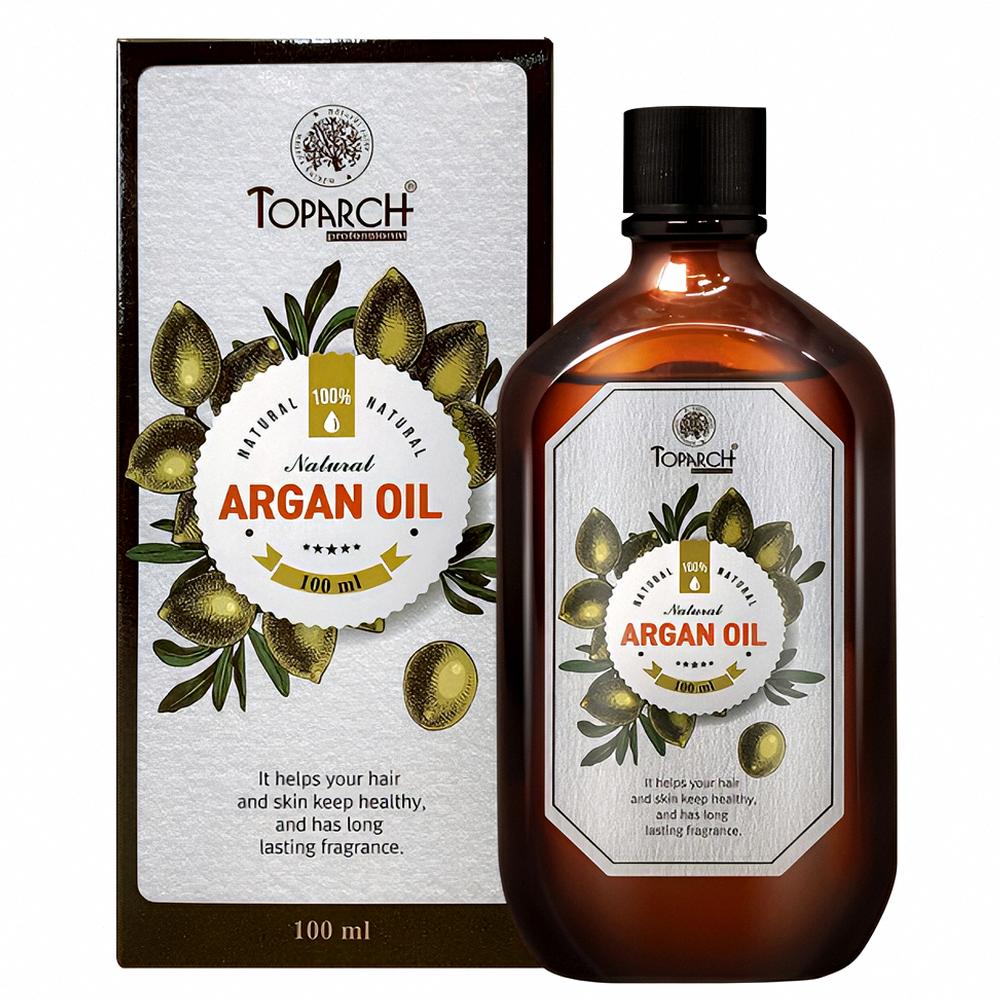 TOPARCH®
professional
100%
NATURAL NATURAL
Natural
ARGAN OIL
100 ml
It helps your hair
and skin keep healthy,
and has long
lasting fragrance.
100 ml
TOPARCH
100%
NATURAL NATURAL
Natural
ARGAN OIL
100 ml
It helps your hair
and skin keep healthy,
and has long
lasting fragrance.